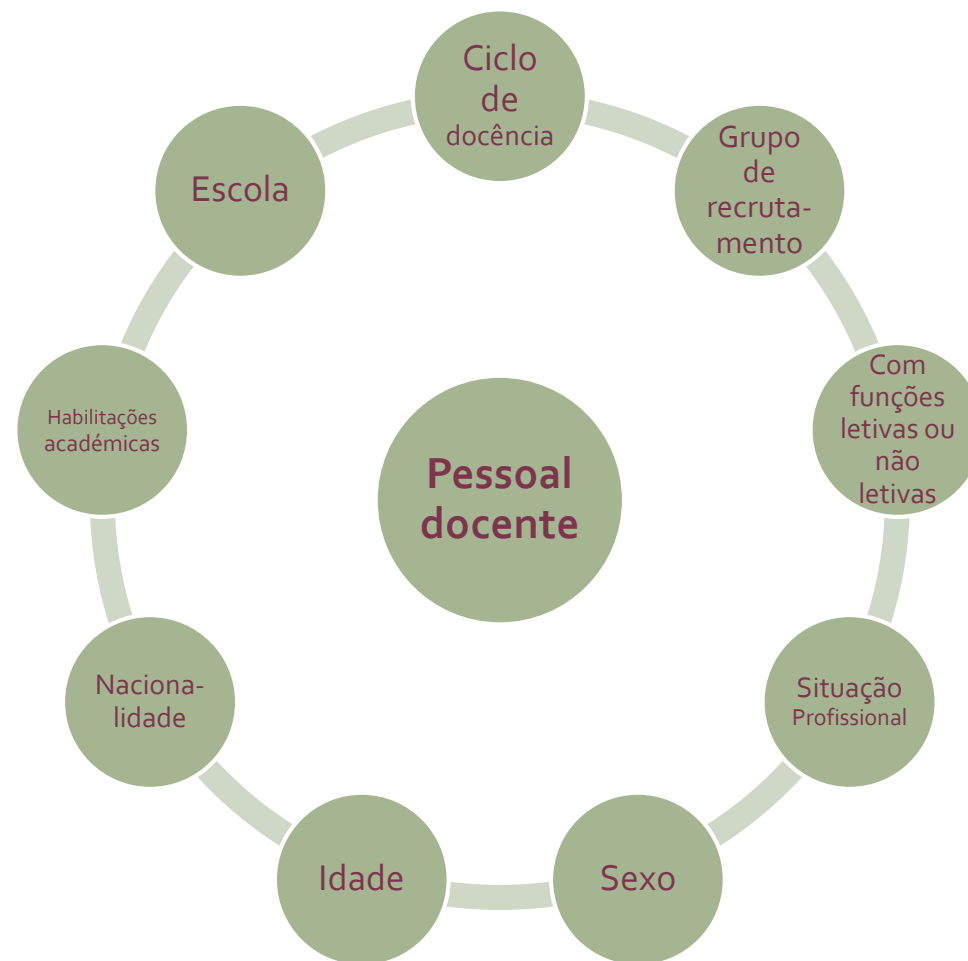 Ciclo
de
docência
Grupo
de
recruta-
mento
Com
funções
letivas ou
não
letivas
Situação
Profissional
Sexo
Idade
Naciona-
lidade
Habilitações
académicas
Escola
Pessoal
docente